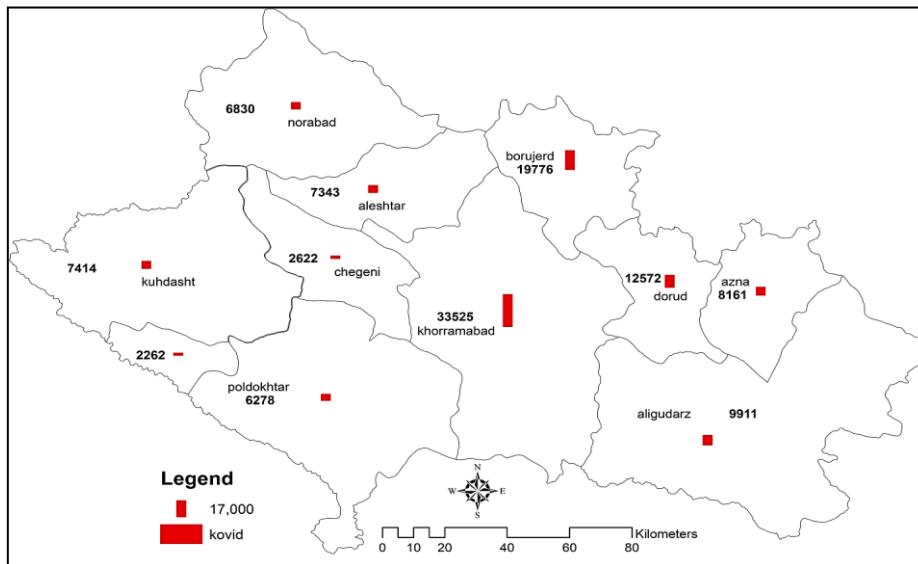 6830
norabad
borujerd
19776
7343
aleshtar
7414
kuhdasht
2622
chegeni
12572
dorud
azna
8161
33525
khorramabad
2262
poldokhtar
6278
aligudarz 9911
Legend
17,000
kovid
N
W E
S
Kilometers
0 10 20 40 60 80